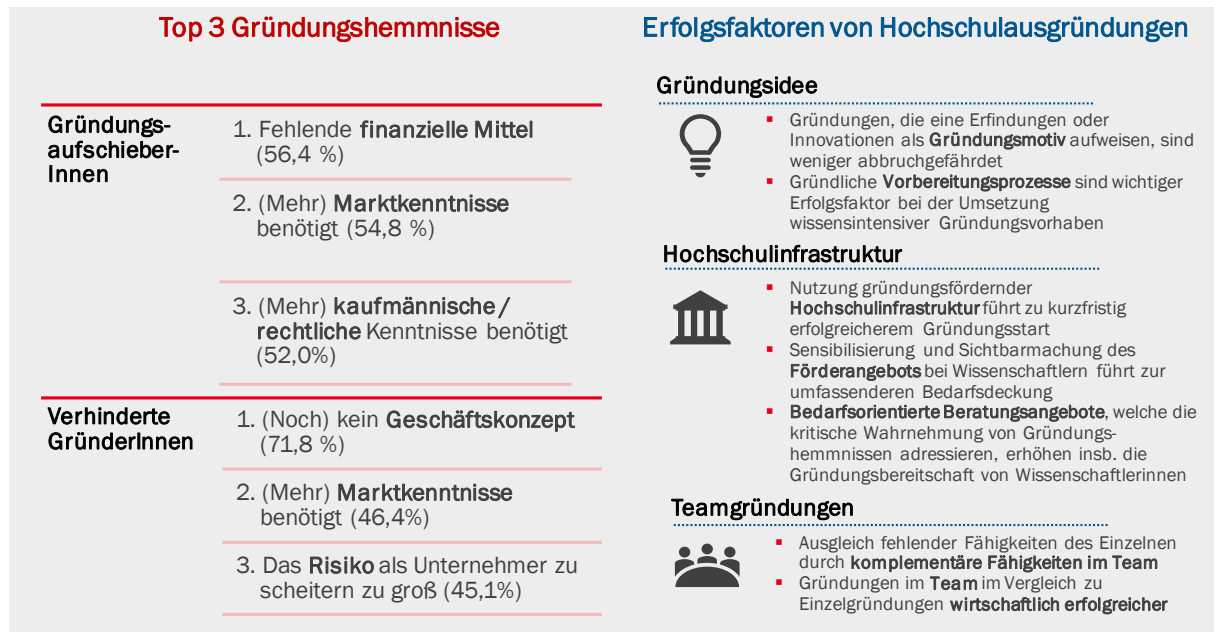 Top 3 Gründungshemmnisse
Gründungs-
aufschieber-
Innen
1. Fehlende finanzielle Mittel
(56,4 %)
2. (Mehr) Marktkenntnisse
benötigt (54,8 %)
3. (Mehr) kaufmännische/
rechtliche Kenntnisse benötigt
(52,0%)
Verhinderte
GründerInnen
1. (Noch) kein Geschäftskonzept
(71,8 %)
2. (Mehr) Marktkenntnisse
benötigt (46,4%)
3. Das Risiko als Unternehmer zu
scheitern zu groß (45,1%)
Erfolgsfaktoren von Hochschulausgründungen
Gründungsidee
▪ Gründungen, die eine Erfindungen oder
Innovationen als Gründungsmotiv aufweisen, sind
weniger abbruchgefährdet
▪ Gründliche Vorbereitungsprozesse sind wichtiger
Erfolgsfaktor bei der Umsetzung
wissensintensiver Gründungsvorhaben
Hochschulinfrastruktur
▪ Nutzung gründungsfördernder
Hochschulinfrastruktur führt zu kurzfristig
erfolgreicherem Gründungsstart
▪ Sensibilisierung und Sichtbarmachung des
Förderangebots bei Wissenschaftlern führt zur
umfassenderen Bedarfsdeckung
▪ Bedarfsorientierte Beratungsangebote, welche die
kritische Wahrnehmung von Gründungs-
hemmnissen adressieren, erhöhen insb. die
Gründungsbereitschaft von Wissenschaftlerinnen
Teamgründungen
▪ Ausgleich fehlender Fähigkeiten des Einzelnen
durch komplementäre Fähigkeiten im Team
▪ Gründungen im Team im Vergleich zu
Einzelgründungen wirtschaftlich erfolgreicher